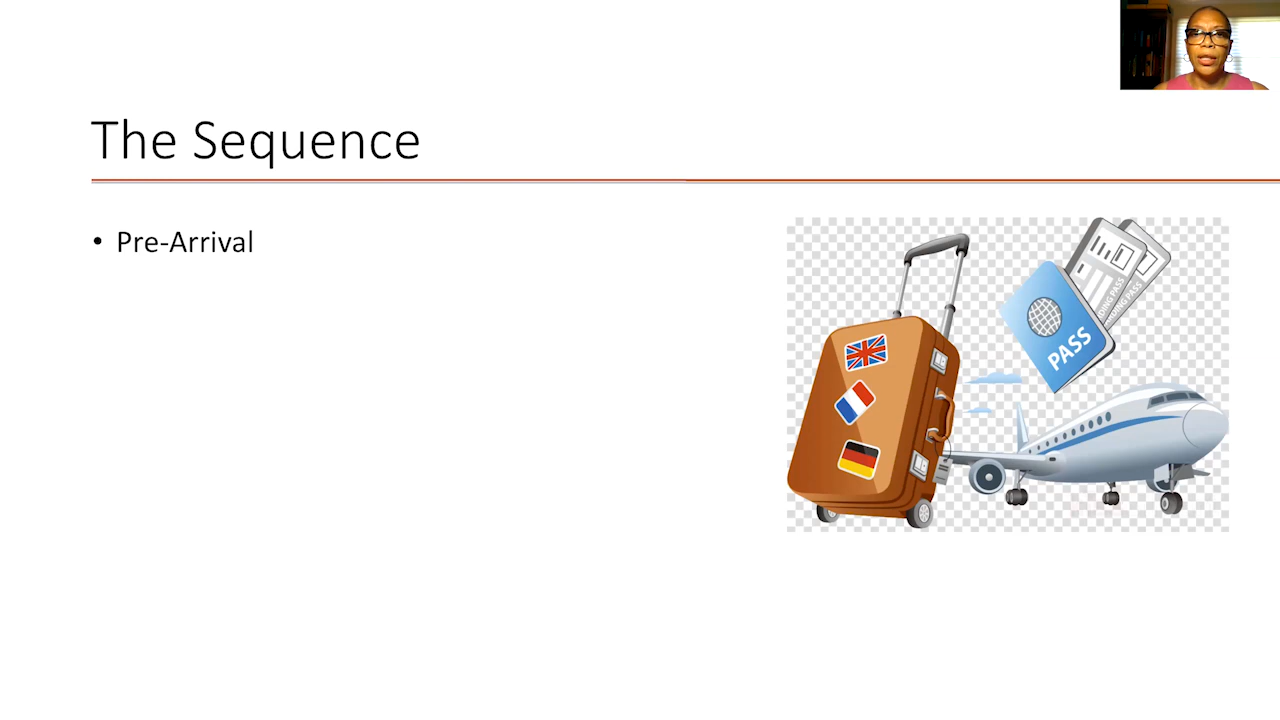 The Sequence
• Pre-Arrival
PASS